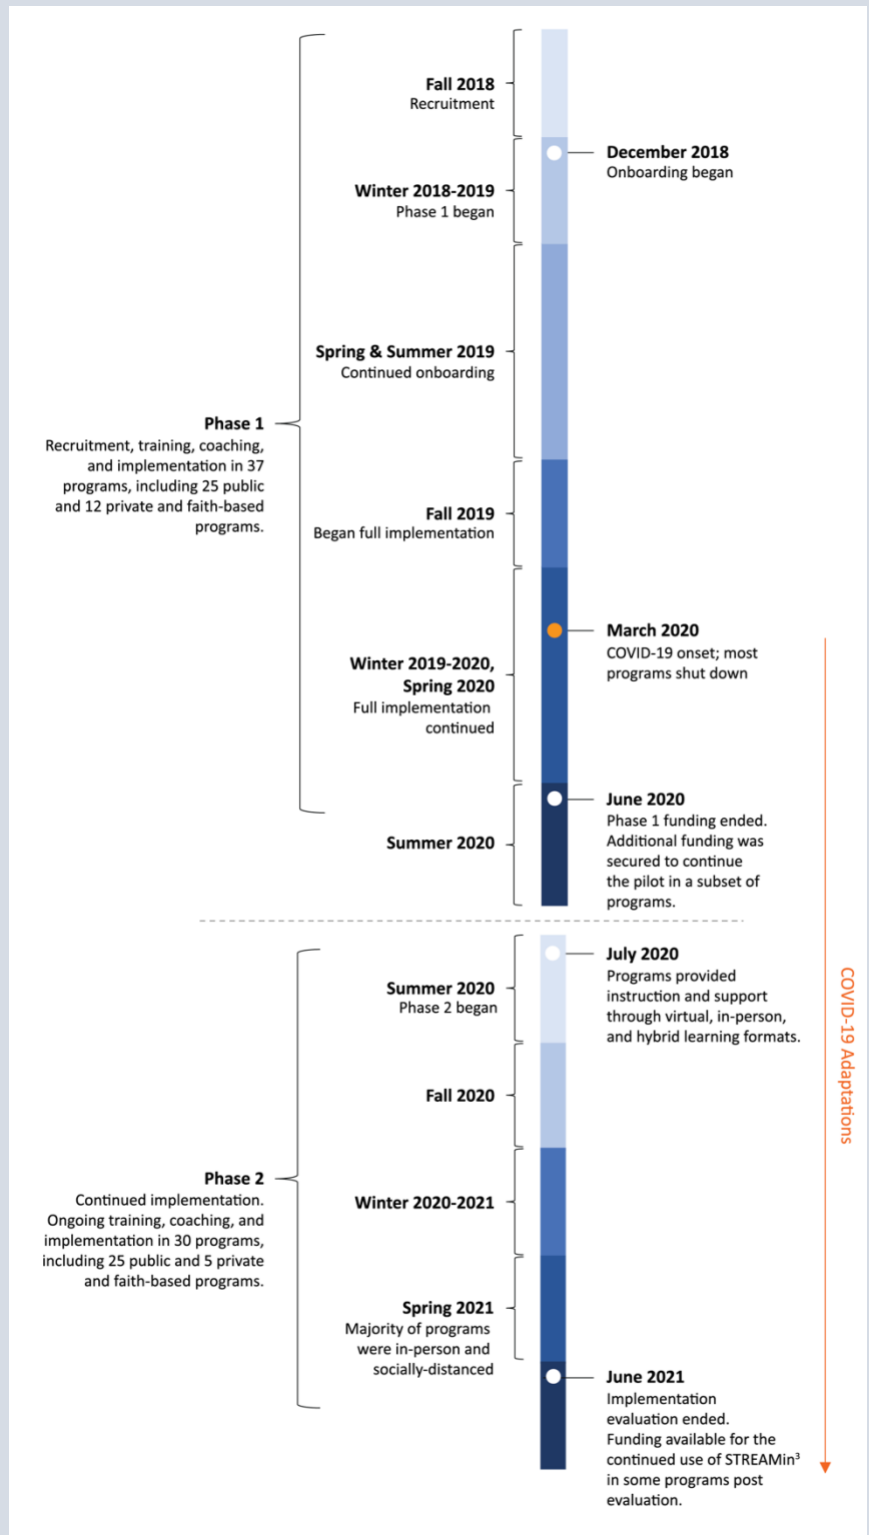 Fall 2018
Recruitment
December 2018
Onboarding began
Winter 2018-2019
Phase 1 began
Spring & Summer 2019
Continued onboarding
Phase 1
Recruitment, training, coaching,
and implementation in 37
programs, including 25 public
and 12 private and faith-based
programs.
Fall 2019
Began full implementation
March 2020
COVID-19 onset; most
programs shut down
Winter 2019-2020,
Spring 2020
Full implementation
continued
June 2020
Phase 1 funding ended.
Additional funding was
secured to continue
the pilot in a subset of
programs.
Summer 2020
July 2020
Programs provided
instruction and support
through virtual, in-person,
and hybrid learning formats.
Summer 2020
Phase 2 began
COVID-19 Adaptations
Fall 2020
Phase 2
Continued implementation.
Ongoing training, coaching, and
implementation in 30 programs,
including 25 public and 5 private
and faith-based programs.
Winter 2020-2021
Spring 2021
Majority of programs
were in-person and
socially-distanced
June 2021
Implementation
evaluation ended.
Funding available for the
continued use of STREAMin³
in some programs post
evaluation.